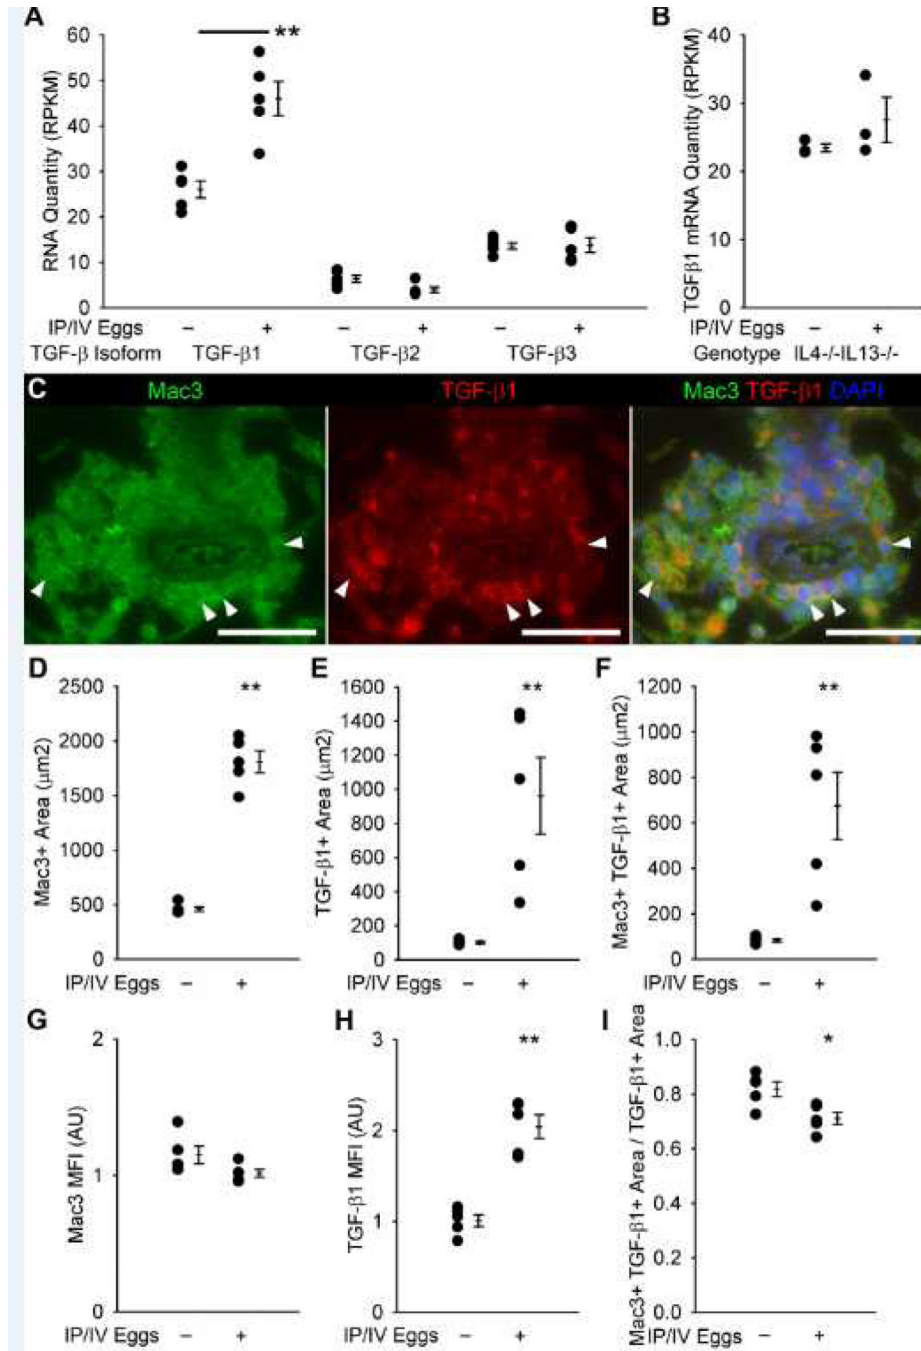 A
B
60
50
40
30
20
10
0
RNA Quantity (RPKM)
**
IP/IV Eggs – + – + – +
TGF-β Isoform TGF-β1 TGF-β2 TGF-β3
40
30
20
10
0
TGFβ1 mRNA Quantity (RPKM)
IP/IV Eggs – +
Genotype IL4-/-IL13-/-
C
Mac3
TGF-β1
Mac3 TGF-β1 DAPI
D
2500
2000
1500
1000
500
0
Mac3+ Area (μm2)
**
IP/IV Eggs – +
E
1600
1400
1200
1000
800
600
400
200
0
TGF-β1+ Area (μm2)
**
IP/IV Eggs – +
F
1200
1000
800
600
400
200
0
Mac3+ TGF-β1+ Area (μm2)
**
IP/IV Eggs – +
G
2
1
0
Mac3 MFI (AU)
IP/IV Eggs – +
H
3
2
1
0
TGF-β1 MFI (AU)
**
IP/IV Eggs – +
I
1.0
0.8
0.6
0.4
0.2
0.0
Mac3+ TGF-β1+ Area / TGF-β1+ Area
*
IP/IV Eggs – +